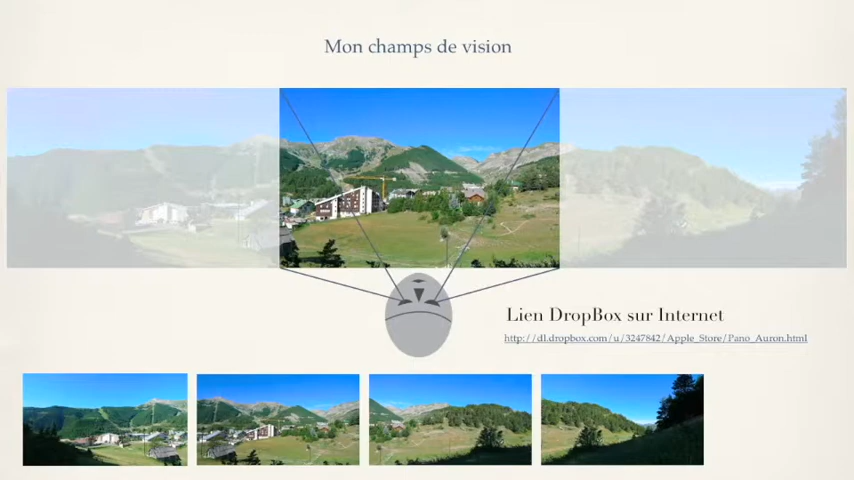 Mon champs de vision
Lien DropBox sur Internet
http://dl.dropbox.com/u/3247842/Apple_Store/Pano_Auron.html